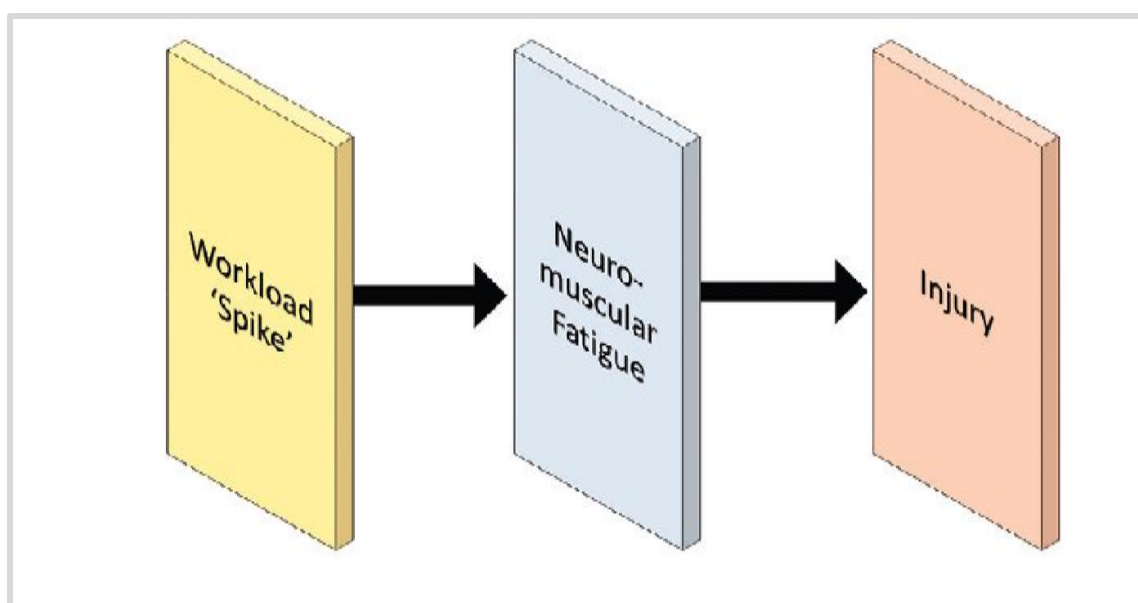 Workload
‘Spike’
Neuro-
muscular
Fatigue
Injury